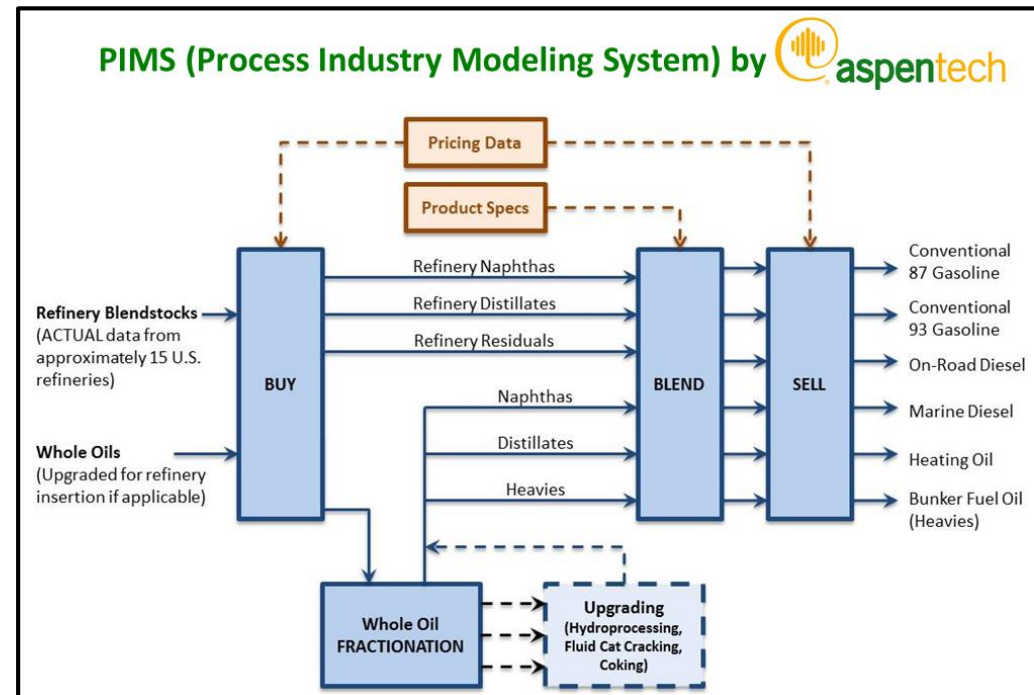 PIMS (Process Industry Modeling System) by
aspentech
Pricing Data
Product Specs
Refinery Blendstocks
(ACTUAL data from
approximately 15 U.S.
refineries)
Whole Oils
(Upgraded for refinery
insertion if applicable)
BUY
Refinery Naphthas
Refinery Distillates
Refinery Residuals
Naphthas
Distillates
Heavies
BLEND
SELL
Conventional
87 Gasoline
Conventional
93 Gasoline
On-Road Diesel
Marine Diesel
Heating Oil
Bunker Fuel Oil
(Heavies)
Whole Oil
FRACTIONATION
Upgrading
(Hydroprocessing,
Fluid Cat Cracking,
Coking)